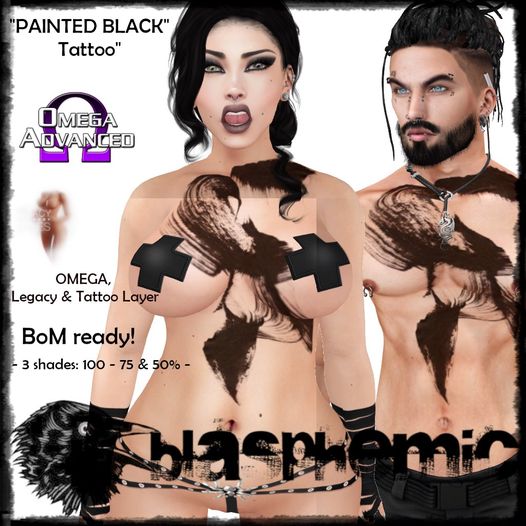 "PAINTED BLACK"
Tattoo"
OMEGA
ADVANCED
OMEGA,
Legacy & Tattoo Layer
BoM ready!
- 3 shades: 100 - 75 & 50% -
blasphemic